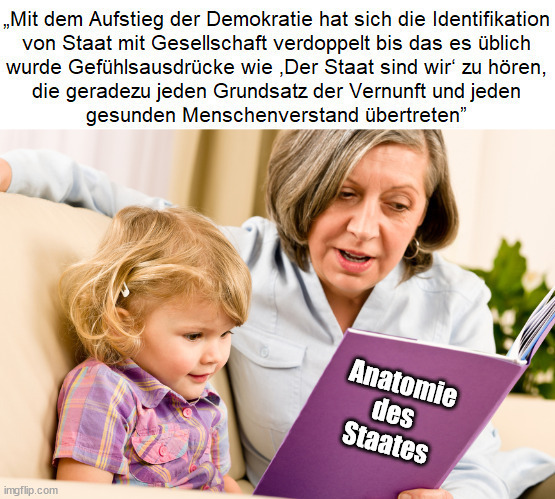 „Mit dem Aufstieg der Demokratie hat sich die Identifikation
von Staat mit Gesellschaft verdoppelt bis das es üblich
wurde Gefühlsausdrücke wie ‚Der Staat sind wir‘ zu hören,
die geradezu jeden Grundsatz der Vernunft und jeden
gesunden Menschenverstand übertreten”
Anatomie
des
Staates
imgflip.com